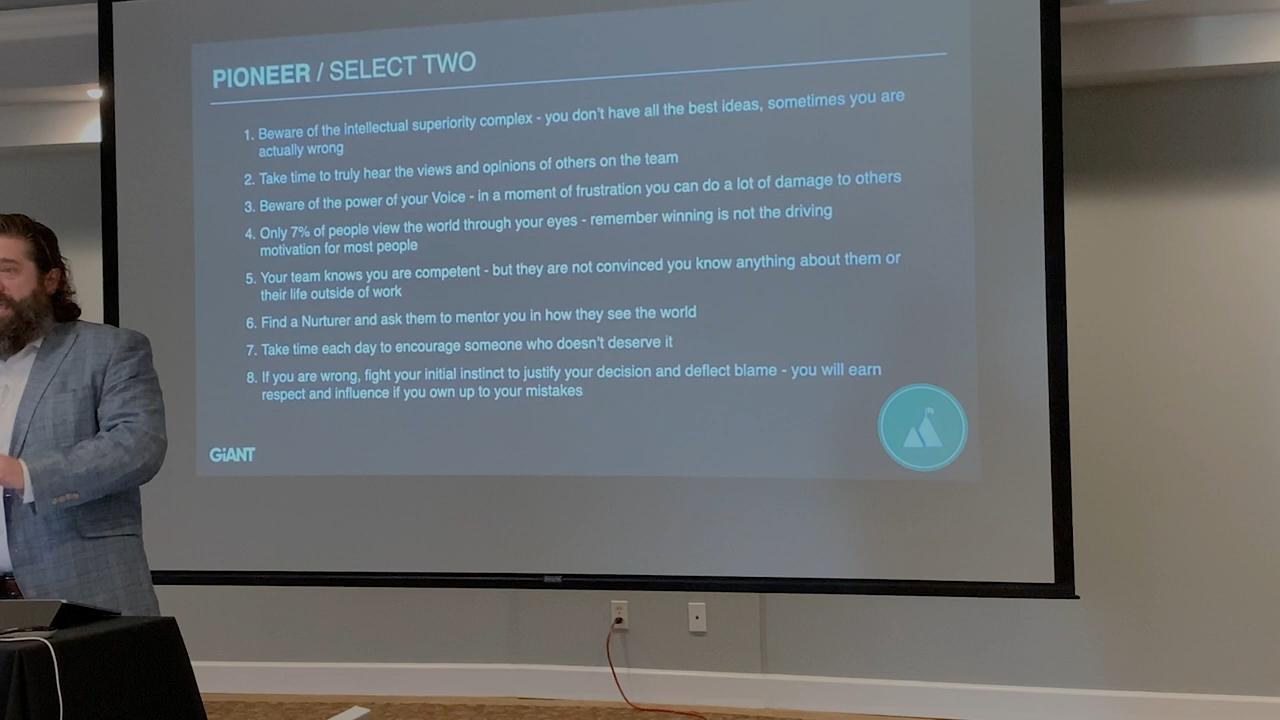 PIONEER / SELECT TWO
1. Beware of the intellectual superiority complex - you don't have all the best ideas, sometimes you are
actually wrong
2. Take time to truly hear the views and opinions of others on the team
3. Beware of the power of your Voice - in a moment of frustration you can do a lot of damage to others
4. Only 7% of people view the world through your eyes - remember winning is not the driving
motivation for most people
5. Your team knows you are competent - but they are not convinced you know anything about them or
their life outside of work
6. Find a Nurturer and ask them to mentor you in how they see the world
7. Take time each day to encourage someone who doesn't deserve it
8. If you are wrong, fight your initial instinct to justify your decision and deflect blame - you will earn
respect and influence if you own up to your mistakes
GiANT